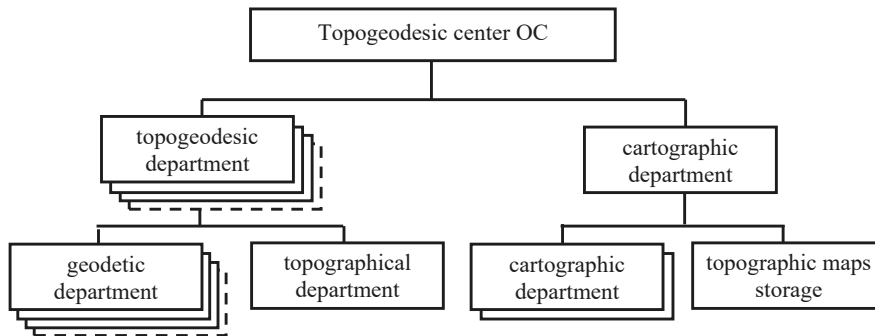 Topogeodesic center OC
topogeodesic
department
cartographic
department
geodetic
department
topographical
department
cartographic
department
topographic maps
storage